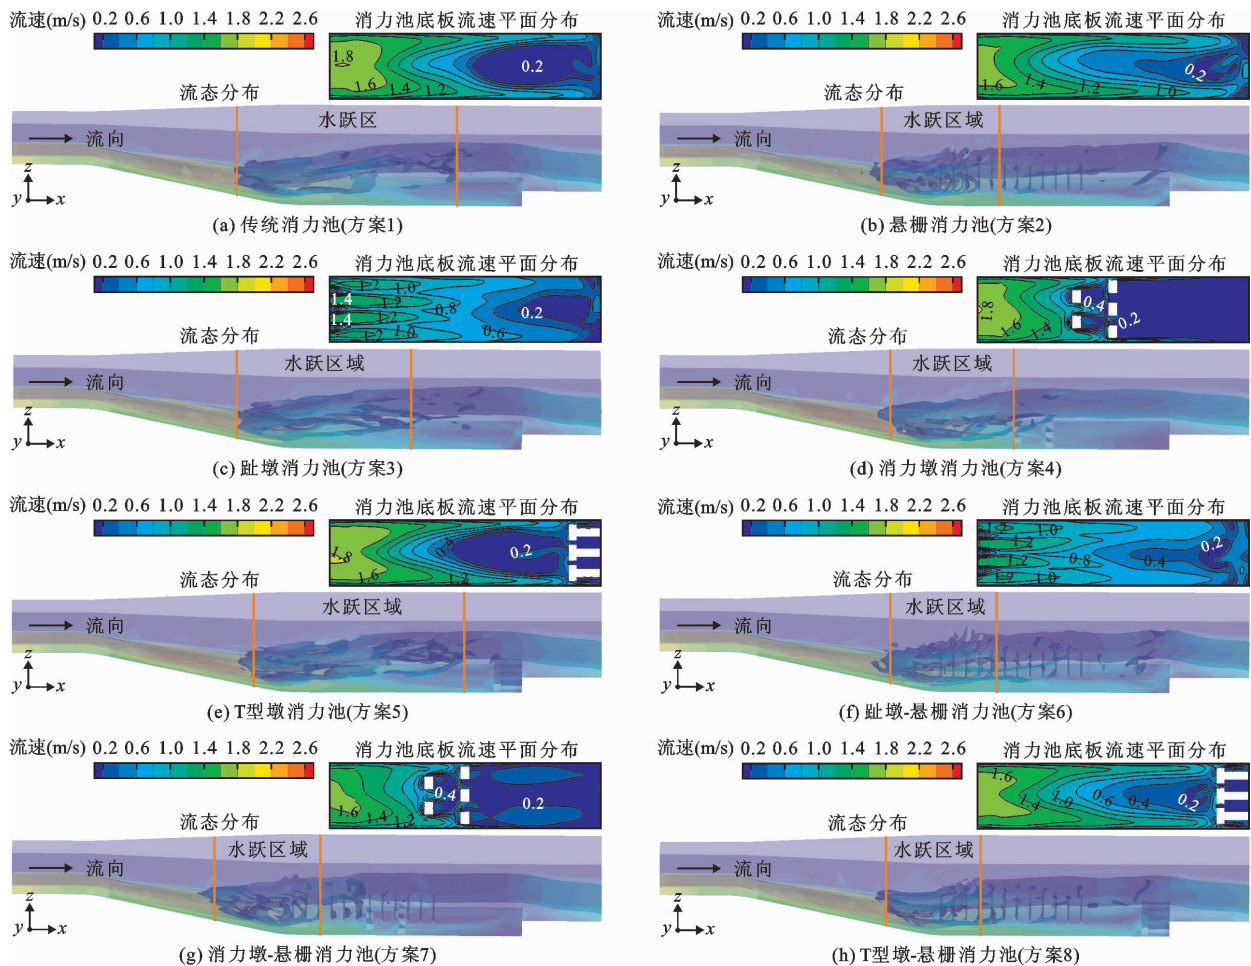 流速(m/s) 0.2 0.6 1.0 1.4 1.8 2.2 2.6
消力池底板流速平面分布
1.8
0.2
1.6 1.4 1.2
流态分布
水跃区
流向
z
y x
(a) 传统消力池(方案1)
流速(m/s) 0.2 0.6 1.0 1.4 1.8 2.2 2.6
消力池底板流速平面分布
1.6 1.4 1.2 1.0 0.2
流态分布
水跃区域
流向
z
y x
(b) 悬栅消力池(方案2)
流速(m/s) 0.2 0.6 1.0 1.4 1.8 2.2 2.6
消力池底板流速平面分布
1.2 1.0
1.4 1.2 0.8 0.2
1.4 1.2
1.2 1.0 0.6
流态分布
水跃区域
流向
z
y x
(c) 趾墩消力池(方案3)
流速(m/s) 0.2 0.6 1.0 1.4 1.8 2.2 2.6
消力池底板流速平面分布
1.8 1.6 1.4 0.4 0.2
流态分布
水跃区域
流向
z
y x
(d) 消力墩消力池(方案4)
流速(m/s) 0.2 0.6 1.0 1.4 1.8 2.2 2.6
消力池底板流速平面分布
1.8 0.4 0.2
1.6 1.2
流态分布
水跃区域
流向
z
y x
(e) T型墩消力池(方案5)
流速(m/s) 0.2 0.6 1.0 1.4 1.8 2.2 2.6
消力池底板流速平面分布
1.2 1.0
1.2 0.2
1.2 0.8 0.4
1.2 1.0
流态分布
水跃区域
流向
z
y x
(f) 趾墩-悬栅消力池(方案6)
流速(m/s) 0.2 0.6 1.0 1.4 1.8 2.2 2.6
消力池底板流速平面分布
1.6 1.4 1.2 0.4 0.2
流态分布
水跃区域
流向
z
y x
(g) 消力墩-悬栅消力池(方案7)
流速(m/s) 0.2 0.6 1.0 1.4 1.8 2.2 2.6
消力池底板流速平面分布
1.6 1.4 1.0 0.6 0.4 0.2
流态分布
水跃区域
流向
z
y x
(h) T型墩-悬栅消力池(方案8)